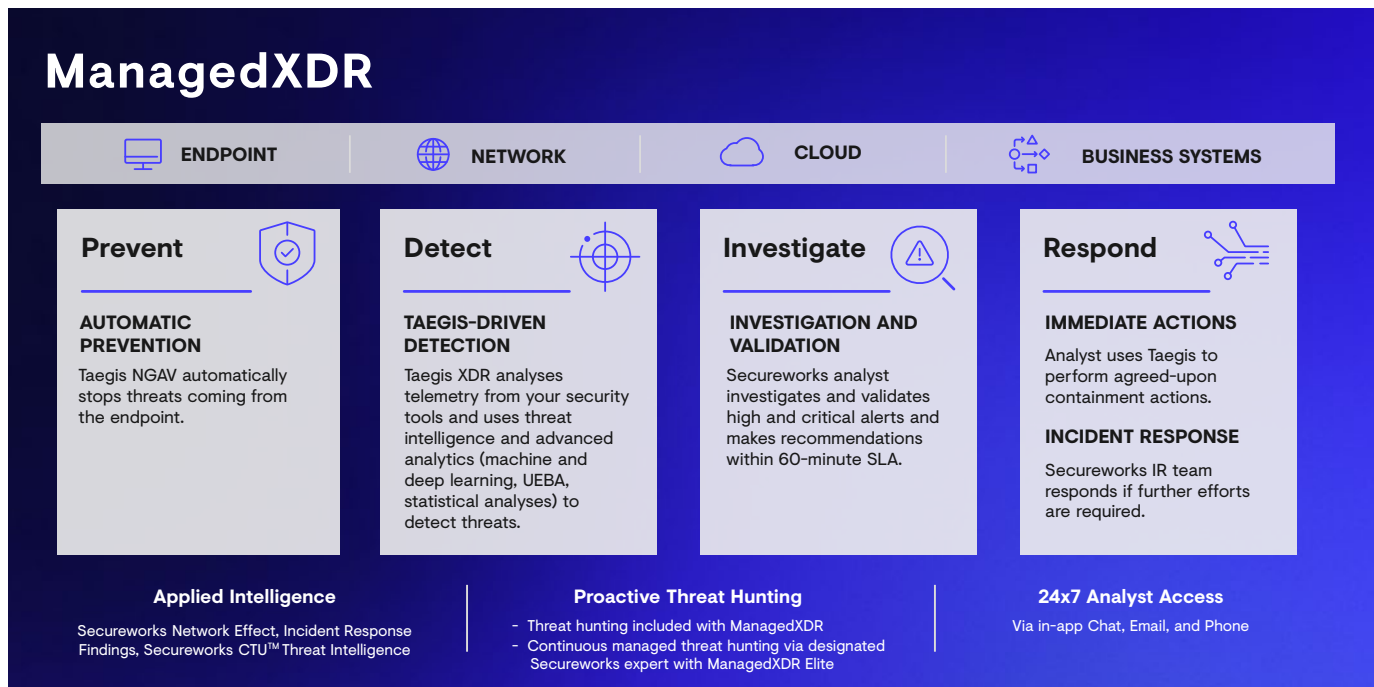 ManagedXDR
ENDPOINT
NETWORK
CLOUD
BUSINESS SYSTEMS
Prevent
AUTOMATIC
PREVENTION
Taegis NGAV automatically
stops threats coming from
the endpoint.
Detect
TAEGIS-DRIVEN
DETECTION
Taegis XDR analyses
telemetry from your security
tools and uses threat
intelligence and advanced
analytics (machine and
deep learning, UEBA,
statistical analyses) to
detect threats.
Investigate
INVESTIGATION AND
VALIDATION
Secureworks analyst
investigates and validates
high and critical alerts and
makes recommendations
within 60-minute SLA.
Respond
IMMEDIATE ACTIONS
Analyst uses Taegis to
perform agreed-upon
containment actions.
INCIDENT RESPONSE
Secureworks IR team
responds if further efforts
are required.
Applied Intelligence
Secureworks Network Effect, Incident Response
Findings, Secureworks CTU™ Threat Intelligence
Proactive Threat Hunting
- Threat hunting included with ManagedXDR
- Continuous managed threat hunting via designated
Secureworks expert with ManagedXDR Elite
24x7 Analyst Access
Via in-app Chat, Email, and Phone